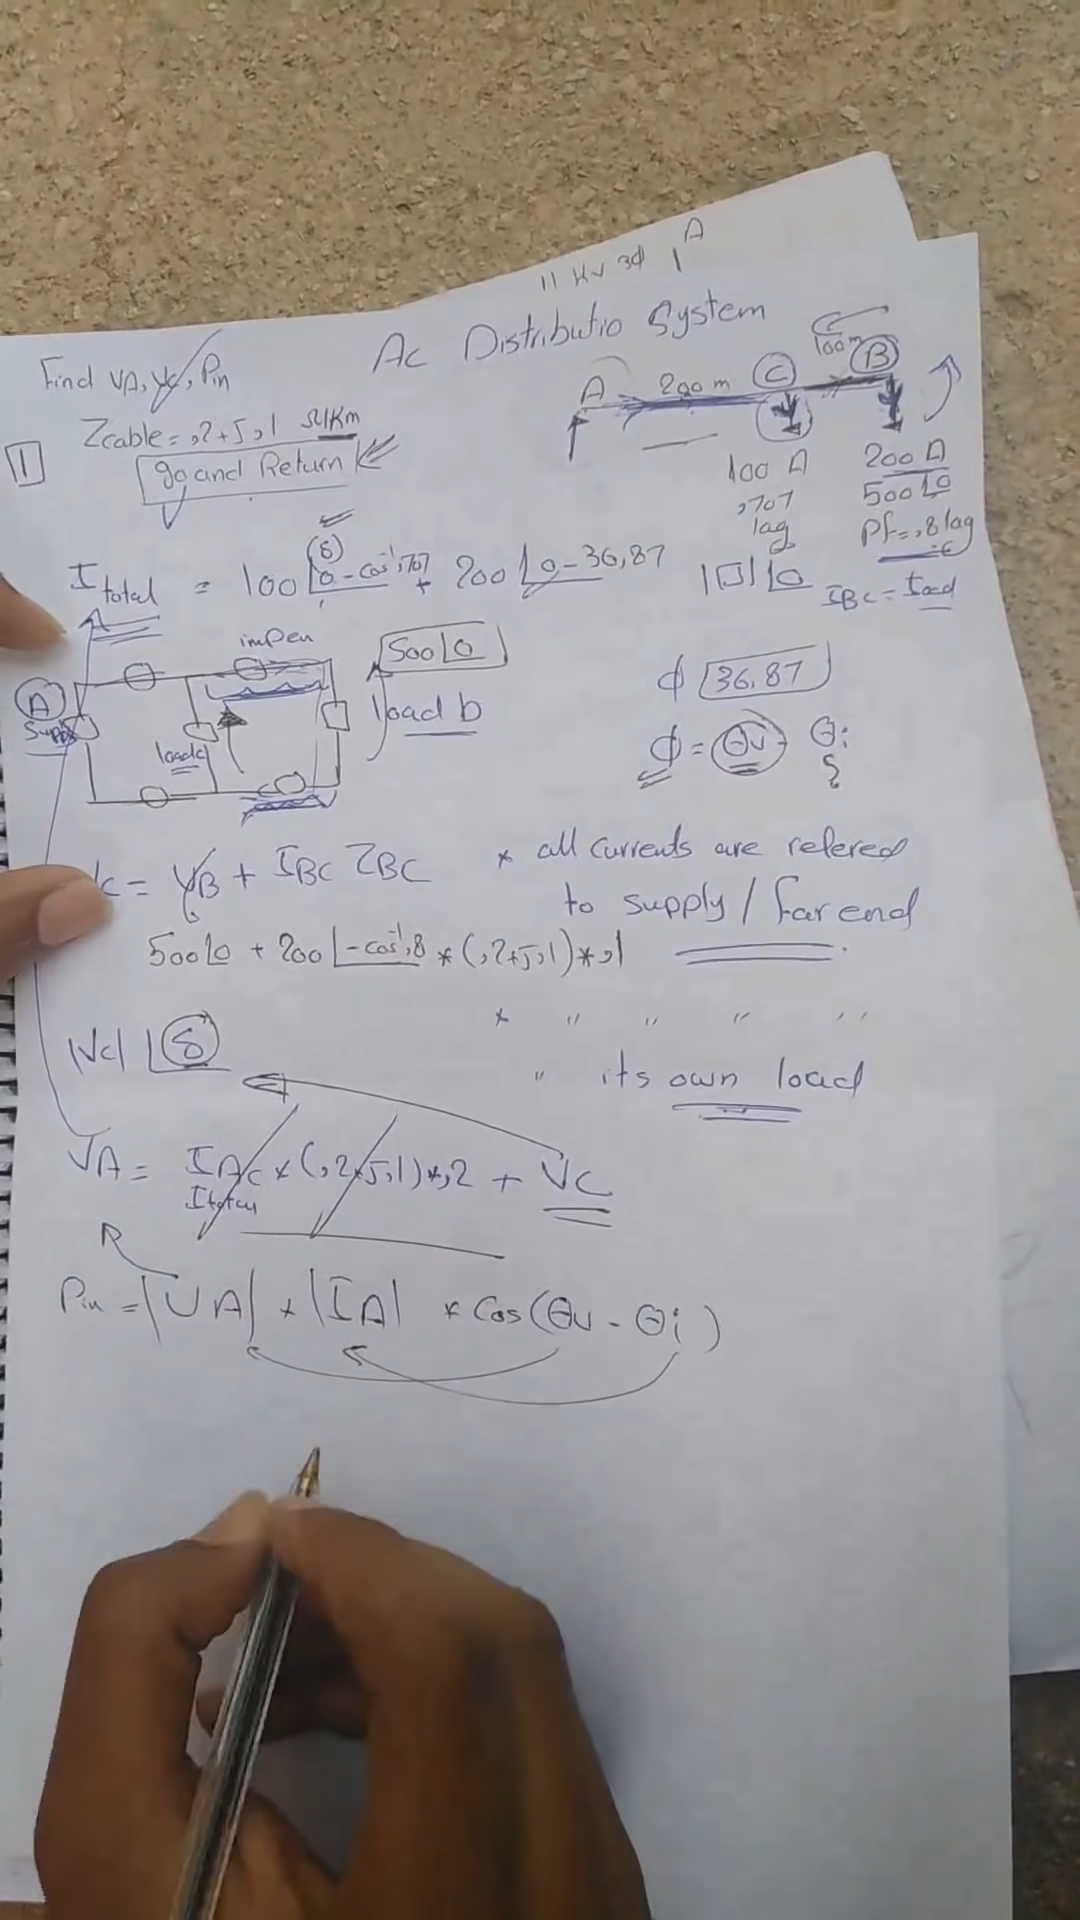 11 kv 3ϕ A
Ac Distributio System
Find VA, Vc, Pin
Zcable = ,2+j,1 Ω/Km
1
go and Return
A 200 m C 100m B
100 A
,707
lag
200 A
500∠0
Pf=,8 lag
IBC = Iload
Itotal = 100∠0-cos⁻¹,707 + 200∠0-36,87
(δ)
|I|∠θ
impen
500∠0
A
Supply
load c
load b
ϕ 36,87
ϕ = θv - θi
Vc = VB + IBC ZBC
500∠0 + 200∠-cos⁻¹,8 * (,2+j,1)*,1
* all currents are refered
to supply / far end
* " " " "
" its own load
|Vc| ∠δ
VA = IAC * (,2+j,1)*,2 + VC
Itotal
Pin = |VA| * |IA| * Cos(θv - θi)